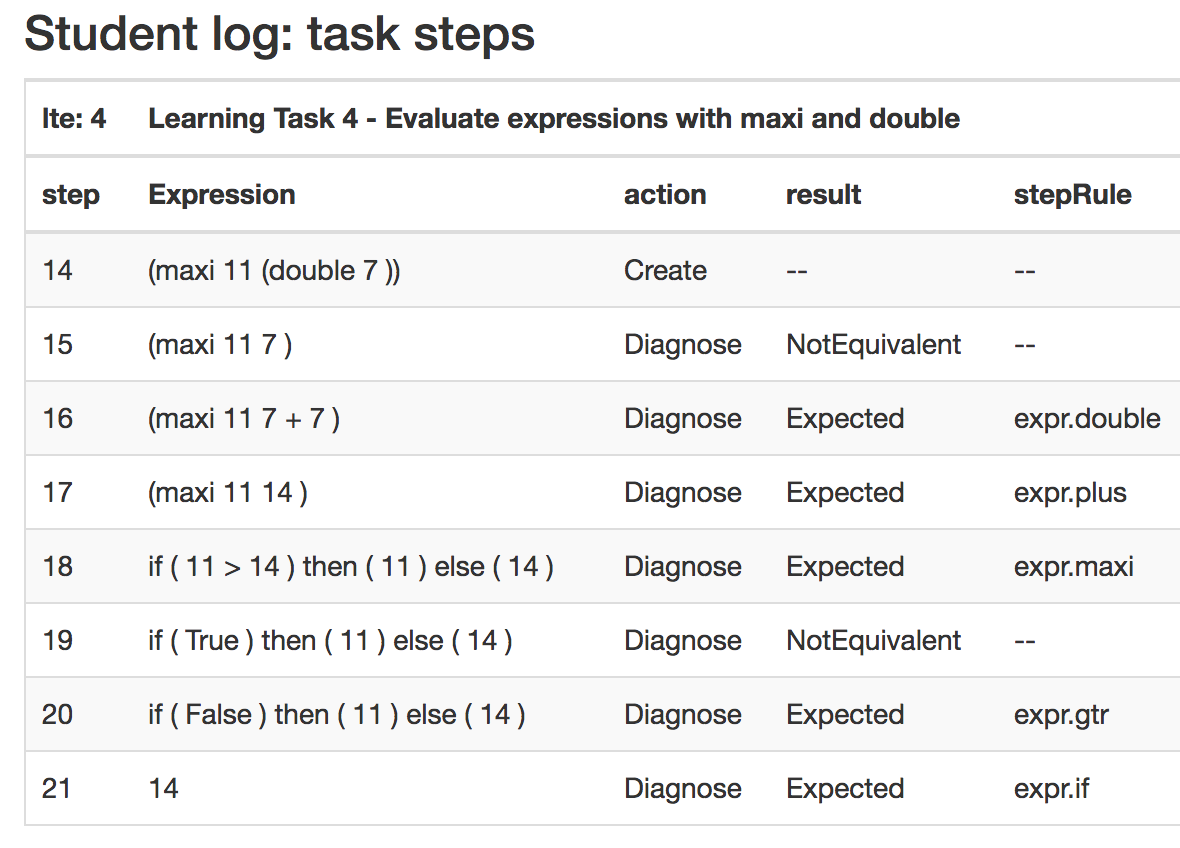 Student log: task steps
Ite: 4 Learning Task 4 - Evaluate expressions with maxi and double
step Expression action result stepRule
14 (maxi 11 (double 7 )) Create -- --
15 (maxi 11 7 ) Diagnose NotEquivalent --
16 (maxi 11 7 + 7 ) Diagnose Expected expr.double
17 (maxi 11 14 ) Diagnose Expected expr.plus
18 if ( 11 > 14 ) then ( 11 ) else ( 14 ) Diagnose Expected expr.maxi
19 if ( True ) then ( 11 ) else ( 14 ) Diagnose NotEquivalent --
20 if ( False ) then ( 11 ) else ( 14 ) Diagnose Expected expr.gtr
21 14 Diagnose Expected expr.if